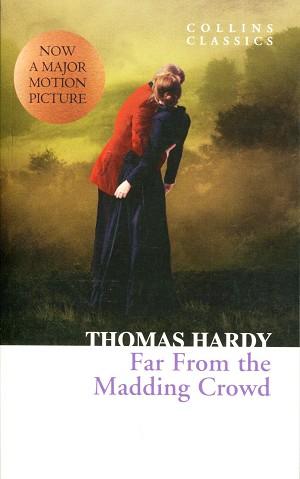 COLLINS
CLASSICS
NOW
A MAJOR
MOTION
PICTURE
THOMAS HARDY
Far From the
Madding Crowd